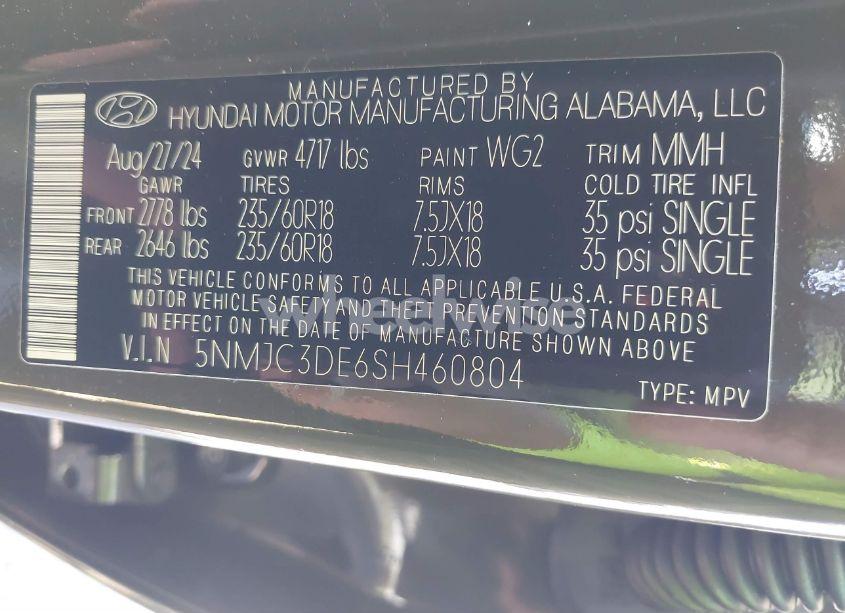 MANUFACTURED BY
HYUNDAI MOTOR MANUFACTURING ALABAMA, LLC
Aug/27/24 GVWR 4717 lbs PAINT WG2 TRIM MMH
GAWR TIRES RIMS COLD TIRE INFL
FRONT 2778 lbs 235/60R18 7.5JX18 35 psi SINGLE
REAR 2646 lbs 235/60R18 7.5JX18 35 psi SINGLE
THIS VEHICLE CONFORMS TO ALL APPLICABLE U.S.A. FEDERAL
MOTOR VEHICLE SAFETY AND THEFT PREVENTION STANDARDS
IN EFFECT ON THE DATE OF MANUFACTURE SHOWN ABOVE
V.I.N 5NMJC3DE6SH460804
TYPE: MPV
wheelwise